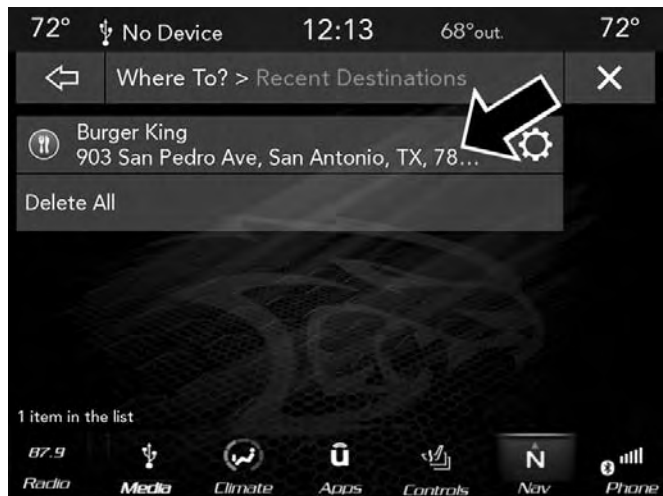 72° No Device 12:13 68°out. 72°
Where To? > Recent Destinations
Burger King
903 San Pedro Ave, San Antonio, TX, 78...
Delete All
1 item in the list
87.9
Radio Media Climate Apps Controls Nav Phone